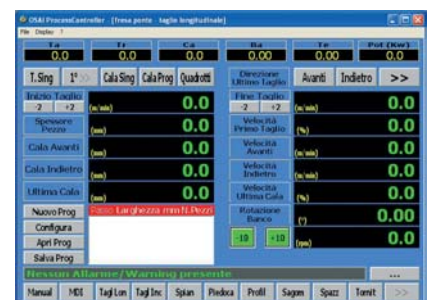 OSAI ProcessController - [fresa ponte - taglio longitudinale]
File Display ?
Ta Tr Ca Ba Te Pot (Kw)
0.0 0.0 0.0 0.0 0.0 0.0
T. Sing 1° >> Cala Sing Cala Prog Quadrotti Direzione Ultimo Taglio Avanti Indietro >>
Inizio Taglio -2 +2 (m/min) 0.0 Fine Taglio -2 +2 (m/min) 0.0
Spessore Pezzo (mm) 0.0 Velocità Primo Taglio (%) 0.0
Cala Avanti (mm) 0.0 Velocità Avanti (m/min) 0.0
Cala Indietro (mm) 0.0 Velocità Indietro (m/min) 0.0
Ultima Cala (mm) 0.0 Velocità Ultima Cala (%) 0.0
Nuovo Prog Passo Larghezza mm N.Pezzi Rotazione Banco (°) 0.00
Configura -10 +10 (rpm) 0.0
Apri Prog
Salva Prog
Nessun Allarme/Warning presente ...
Manual MDI Tagl Lon Tagl Inc Spian Piedoca Profil Sagom Spazz Tornit >